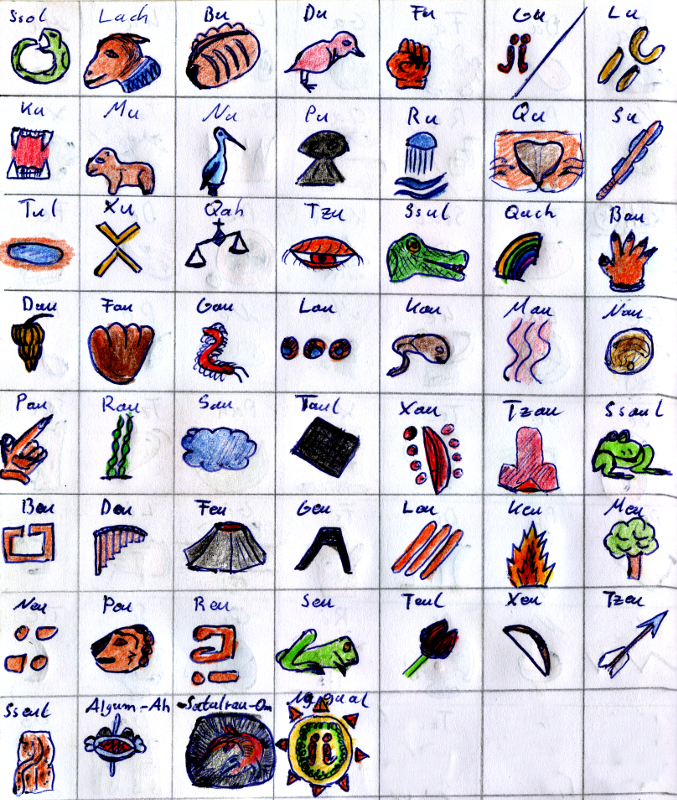 Ssol Lach Bu Du Fu Gu Lu
Ku Mu Nu Pu Ru Qu Su
Tul Xu Qah Tzu Ssul Quch Bau
Dau Fau Gau Lau Kau Mau Nau
Pau Rau Sau Taul Xau Tzau Ssaul
Beu Deu Feu Geu Leu Keu Meu
Neu Peu Reu Seu Teul Xeu Tzeu
Sseul Algum-Ah -Satulrau-Om